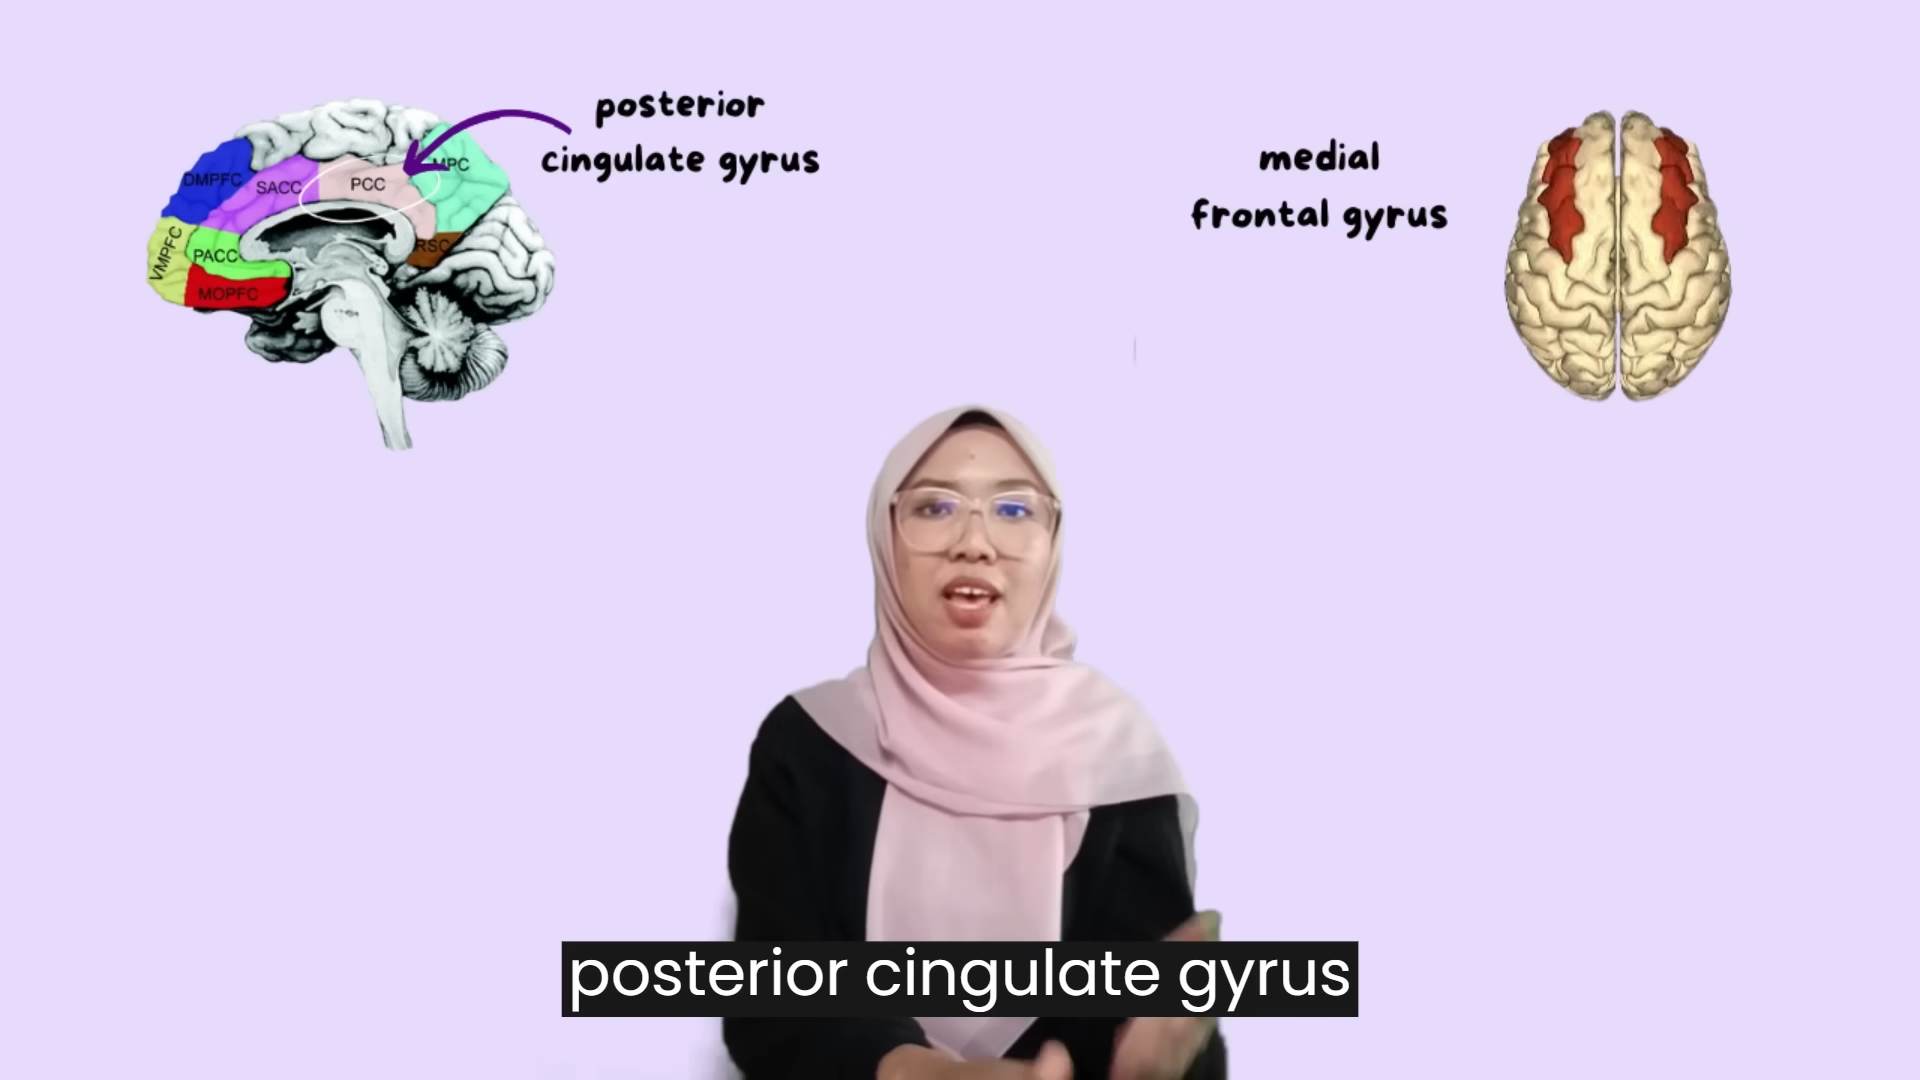 posterior
cingulate gyrus
medial
frontal gyrus
DMPFC
SACC
PCC
MPC
VMPFC
PACC
RSC
MOPFC
posterior cingulate gyrus